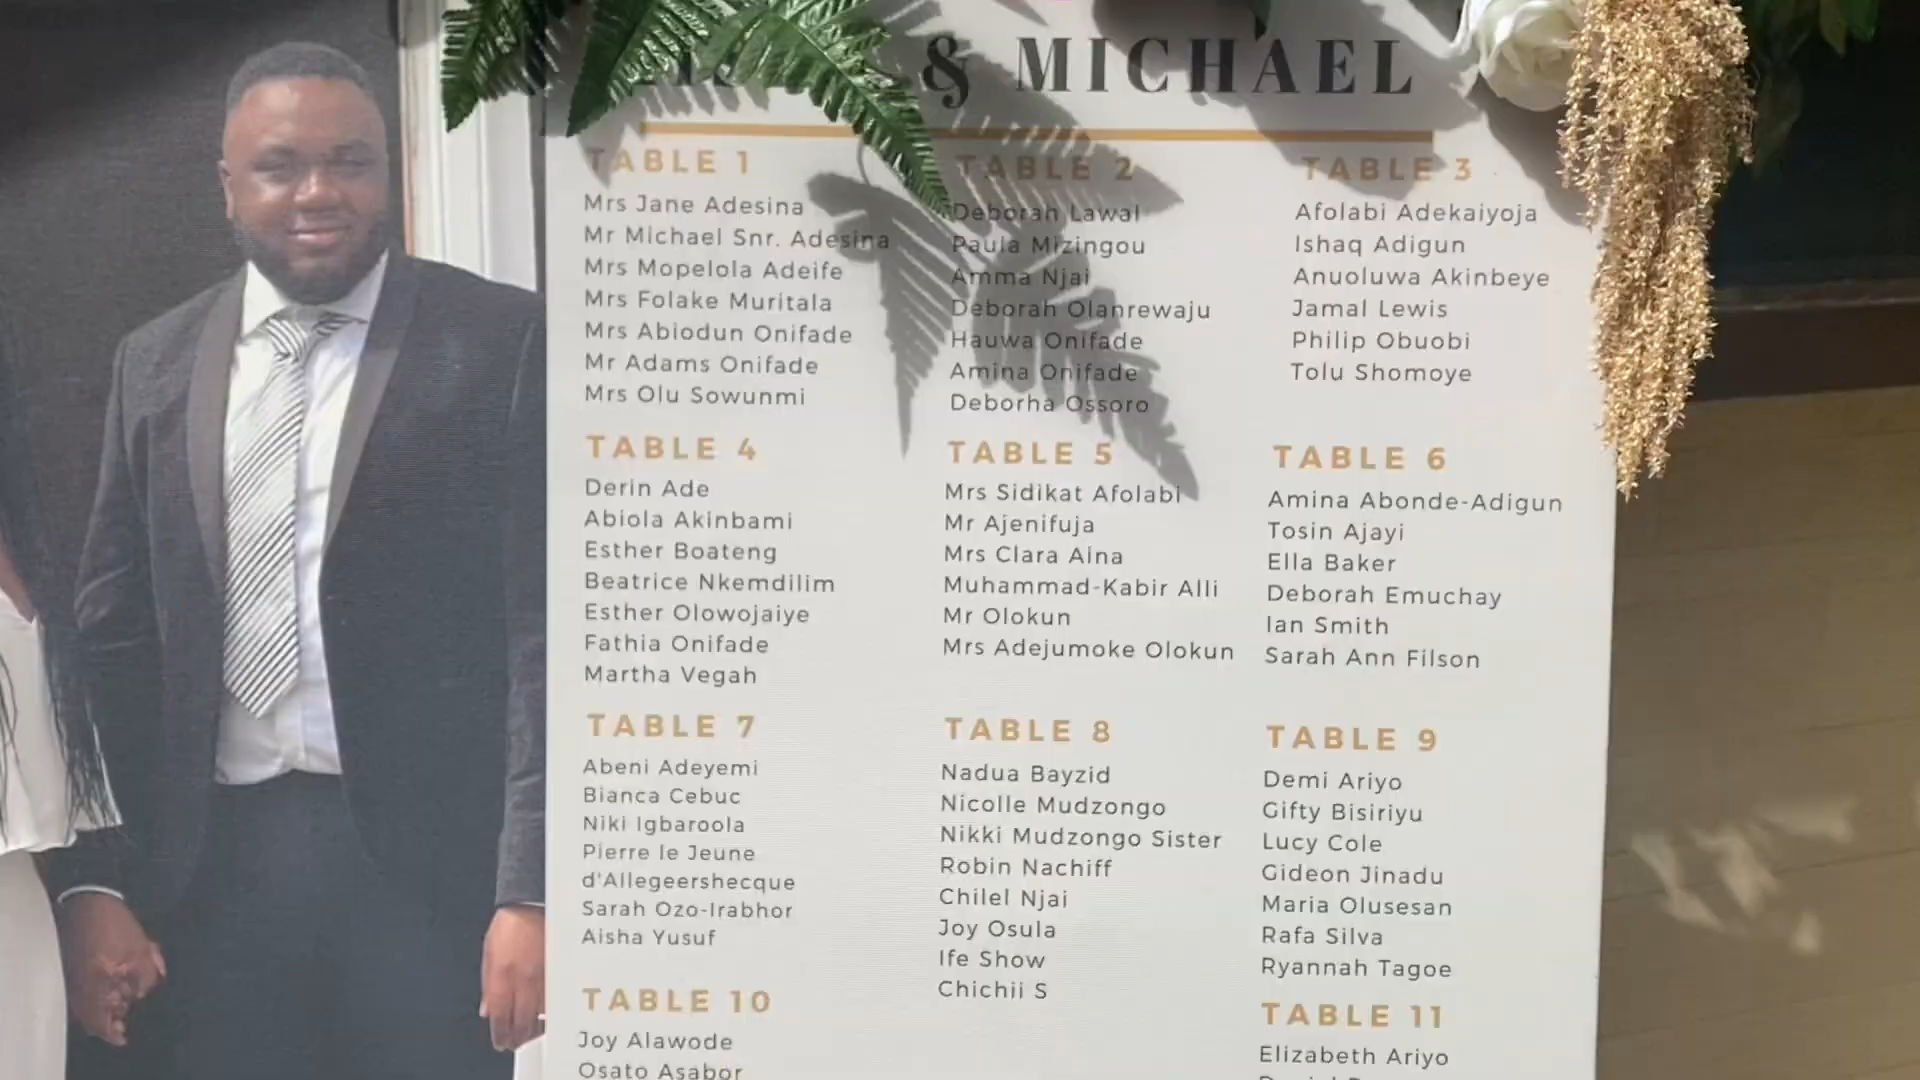 & MICHAEL
TABLE 1
Mrs Jane Adesina
Mr Michael Snr. Adesina
Mrs Mopelola Adeife
Mrs Folake Muritala
Mrs Abiodun Onifade
Mr Adams Onifade
Mrs Olu Sowunmi
TABLE 2
Deborah Lawal
Paula Mizingou
Amma Njai
Deborah Olanrewaju
Hauwa Onifade
Amina Onifade
Deborha Ossoro
TABLE 3
Afolabi Adekaiyoja
Ishaq Adigun
Anuoluwa Akinbeye
Jamal Lewis
Philip Obuobi
Tolu Shomoye
TABLE 4
Derin Ade
Abiola Akinbami
Esther Boateng
Beatrice Nkemdilim
Esther Olowojaiye
Fathia Onifade
Martha Vegah
TABLE 5
Mrs Sidikat Afolabi
Mr Ajenifuja
Mrs Clara Aina
Muhammad-Kabir Alli
Mr Olokun
Mrs Adejumoke Olokun
TABLE 6
Amina Abonde-Adigun
Tosin Ajayi
Ella Baker
Deborah Emuchay
Ian Smith
Sarah Ann Filson
TABLE 7
Abeni Adeyemi
Bianca Cebuc
Niki Igbaroola
Pierre le Jeune
d'Allegeershecque
Sarah Ozo-Irabhor
Aisha Yusuf
TABLE 8
Nadua Bayzid
Nicolle Mudzongo
Nikki Mudzongo Sister
Robin Nachiff
Chilel Njai
Joy Osula
Ife Show
Chichii S
TABLE 9
Demi Ariyo
Gifty Bisiriyu
Lucy Cole
Gideon Jinadu
Maria Olusesan
Rafa Silva
Ryannah Tagoe
TABLE 10
Joy Alawode
Osato Asabor
TABLE 11
Elizabeth Ariyo